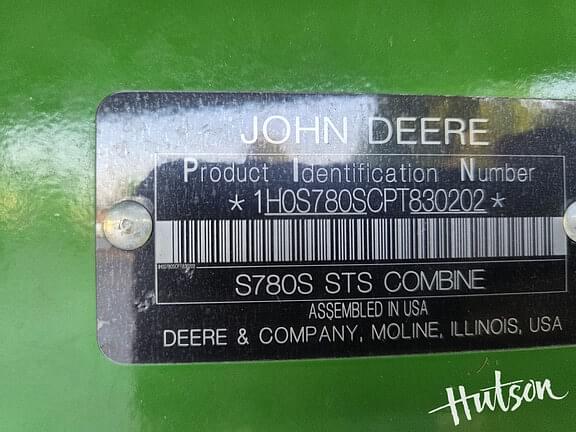 JOHN DEERE
Product Identification Number
*1H0S780SCPT830202*
S780S STS COMBINE
ASSEMBLED IN USA
DEERE & COMPANY, MOLINE, ILLINOIS, USA
Hutson